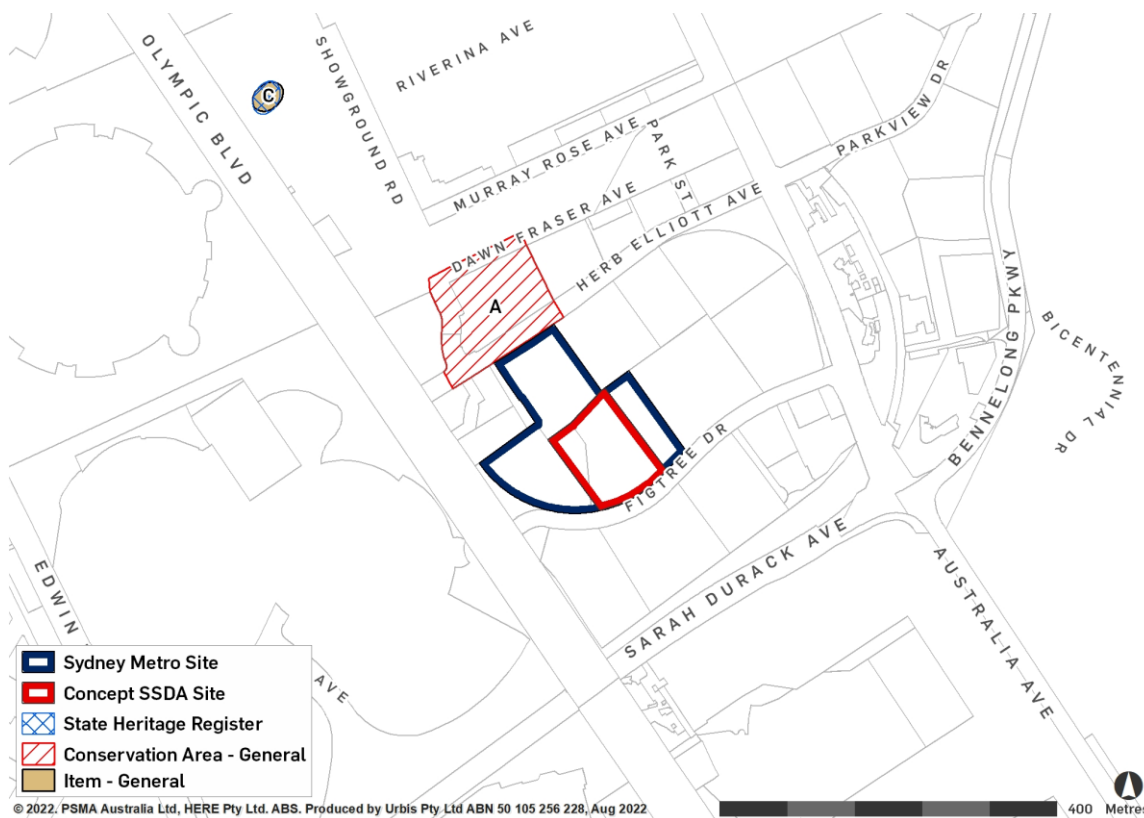 OLYMPIC BLVD
SHOWGROUND RD
RIVERINA AVE
C
MURRAY ROSE AVE
PARK ST
PARKVIEW DR
DAWN FRASER AVE
HERB ELLIOTT AVE
A
BENNELONG PKWY
BICENTENNIAL DR
FIGTREE DR
SARAH DURACK AVE
AUSTRALIA AVE
EDWIN
AVE
Sydney Metro Site
Concept SSDA Site
State Heritage Register
Conservation Area - General
Item - General
© 2022. PSMA Australia Ltd, HERE Pty Ltd. ABS. Produced by Urbis Pty Ltd ABN 50 105 256 228, Aug 2022
400 Metres